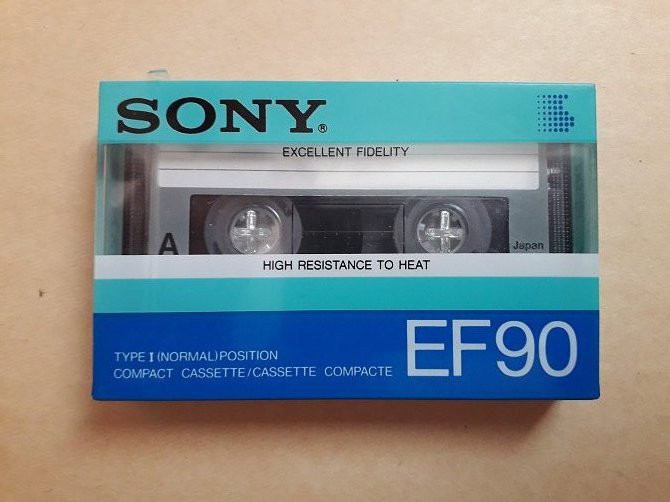 SONY®
EXCELLENT FIDELITY
A
Japan
HIGH RESISTANCE TO HEAT
TYPE I (NORMAL) POSITION
COMPACT CASSETTE/CASSETTE COMPACTE
EF90